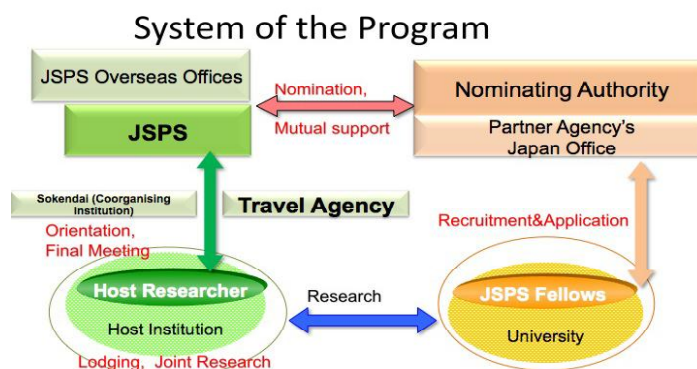 System of the Program
JSPS Overseas Offices
JSPS
Nomination,
Mutual support
Nominating Authority
Partner Agency's
Japan Office
Sokendai (Coorganising
Institution)
Travel Agency
Orientation,
Final Meeting
Recruitment&Application
Host Researcher
Host Institution
Lodging, Joint Research
Research
JSPS Fellows
University